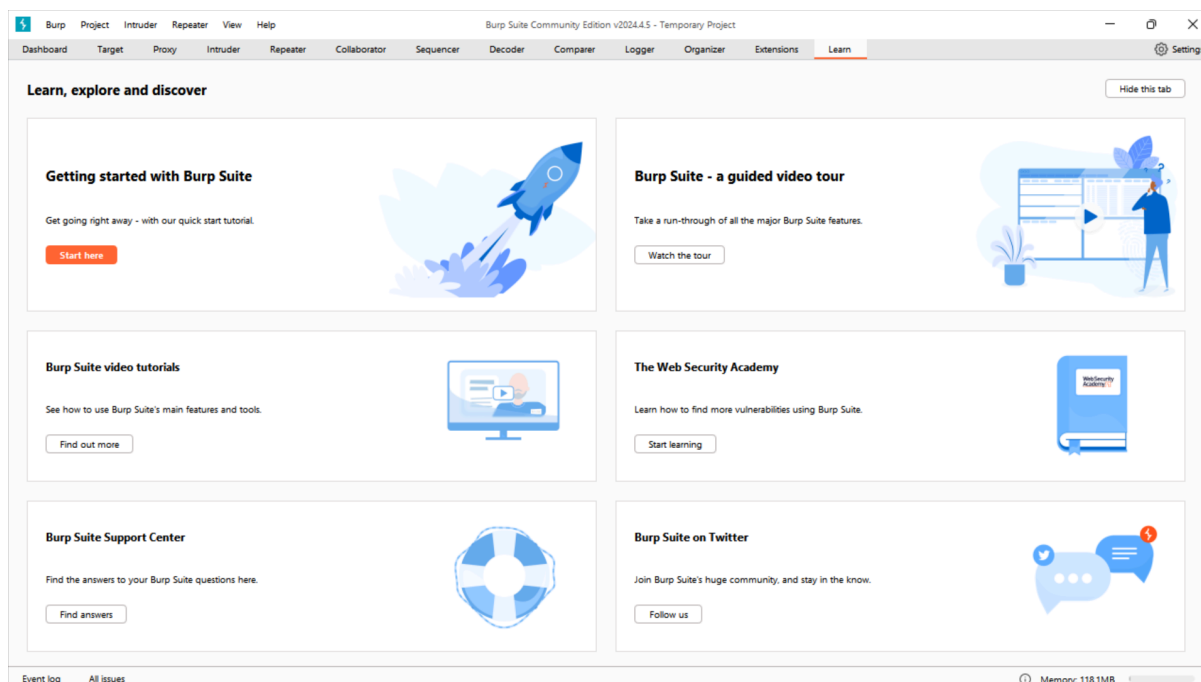 Burp Project Intruder Repeater View Help Burp Suite Community Edition v2024.4.5 - Temporary Project
Dashboard Target Proxy Intruder Repeater Collaborator Sequencer Decoder Comparer Logger Organizer Extensions Learn Setting
Learn, explore and discover Hide this tab
Getting started with Burp Suite
Get going right away - with our quick start tutorial.
Start here
Burp Suite - a guided video tour
Take a run-through of all the major Burp Suite features.
Watch the tour
Burp Suite video tutorials
See how to use Burp Suite's main features and tools.
Find out more
The Web Security Academy
Learn how to find more vulnerabilities using Burp Suite.
Start learning
WebSecurity
Academy
Burp Suite Support Center
Find the answers to your Burp Suite questions here.
Find answers
Burp Suite on Twitter
Join Burp Suite's huge community, and stay in the know.
Follow us
Event log All issues Memory: 118.1MB